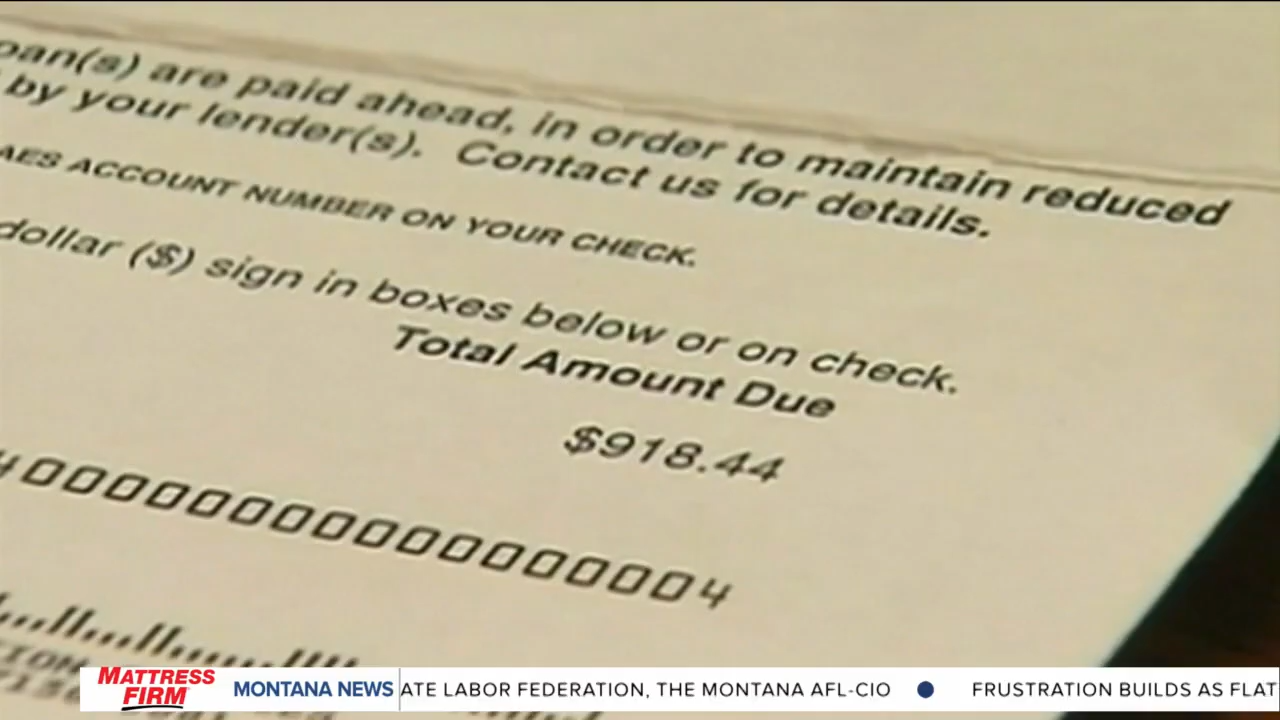 oan(s) are paid ahead, in order to maintain reduced
by your lender(s). Contact us for details.
AES ACCOUNT NUMBER ON YOUR CHECK.
dollar ($) sign in boxes below or on check.
Total Amount Due
$918.44
4000000000000000004
MATTRESS
FIRM
MONTANA NEWS
ATE LABOR FEDERATION, THE MONTANA AFL-CIO ● FRUSTRATION BUILDS AS FLAT